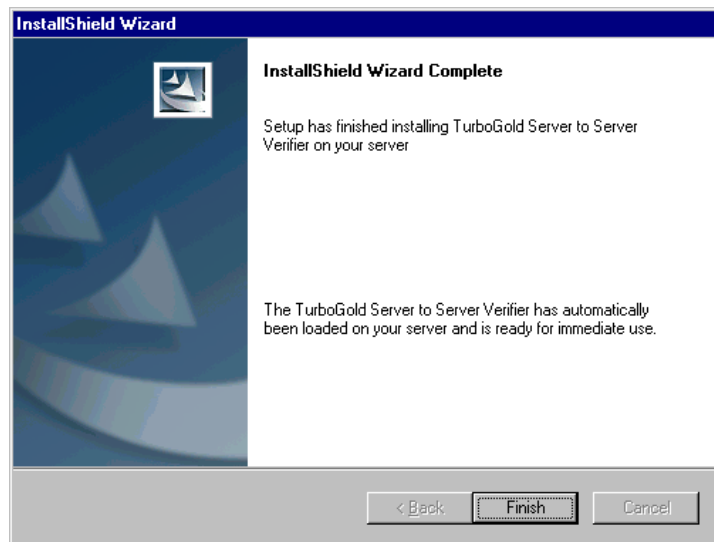 InstallShield Wizard
InstallShield Wizard Complete
Setup has finished installing TurboGold Server to Server
Verifier on your server
The TurboGold Server to Server Verifier has automatically
been loaded on your server and is ready for immediate use.
< Back
Finish
Cancel